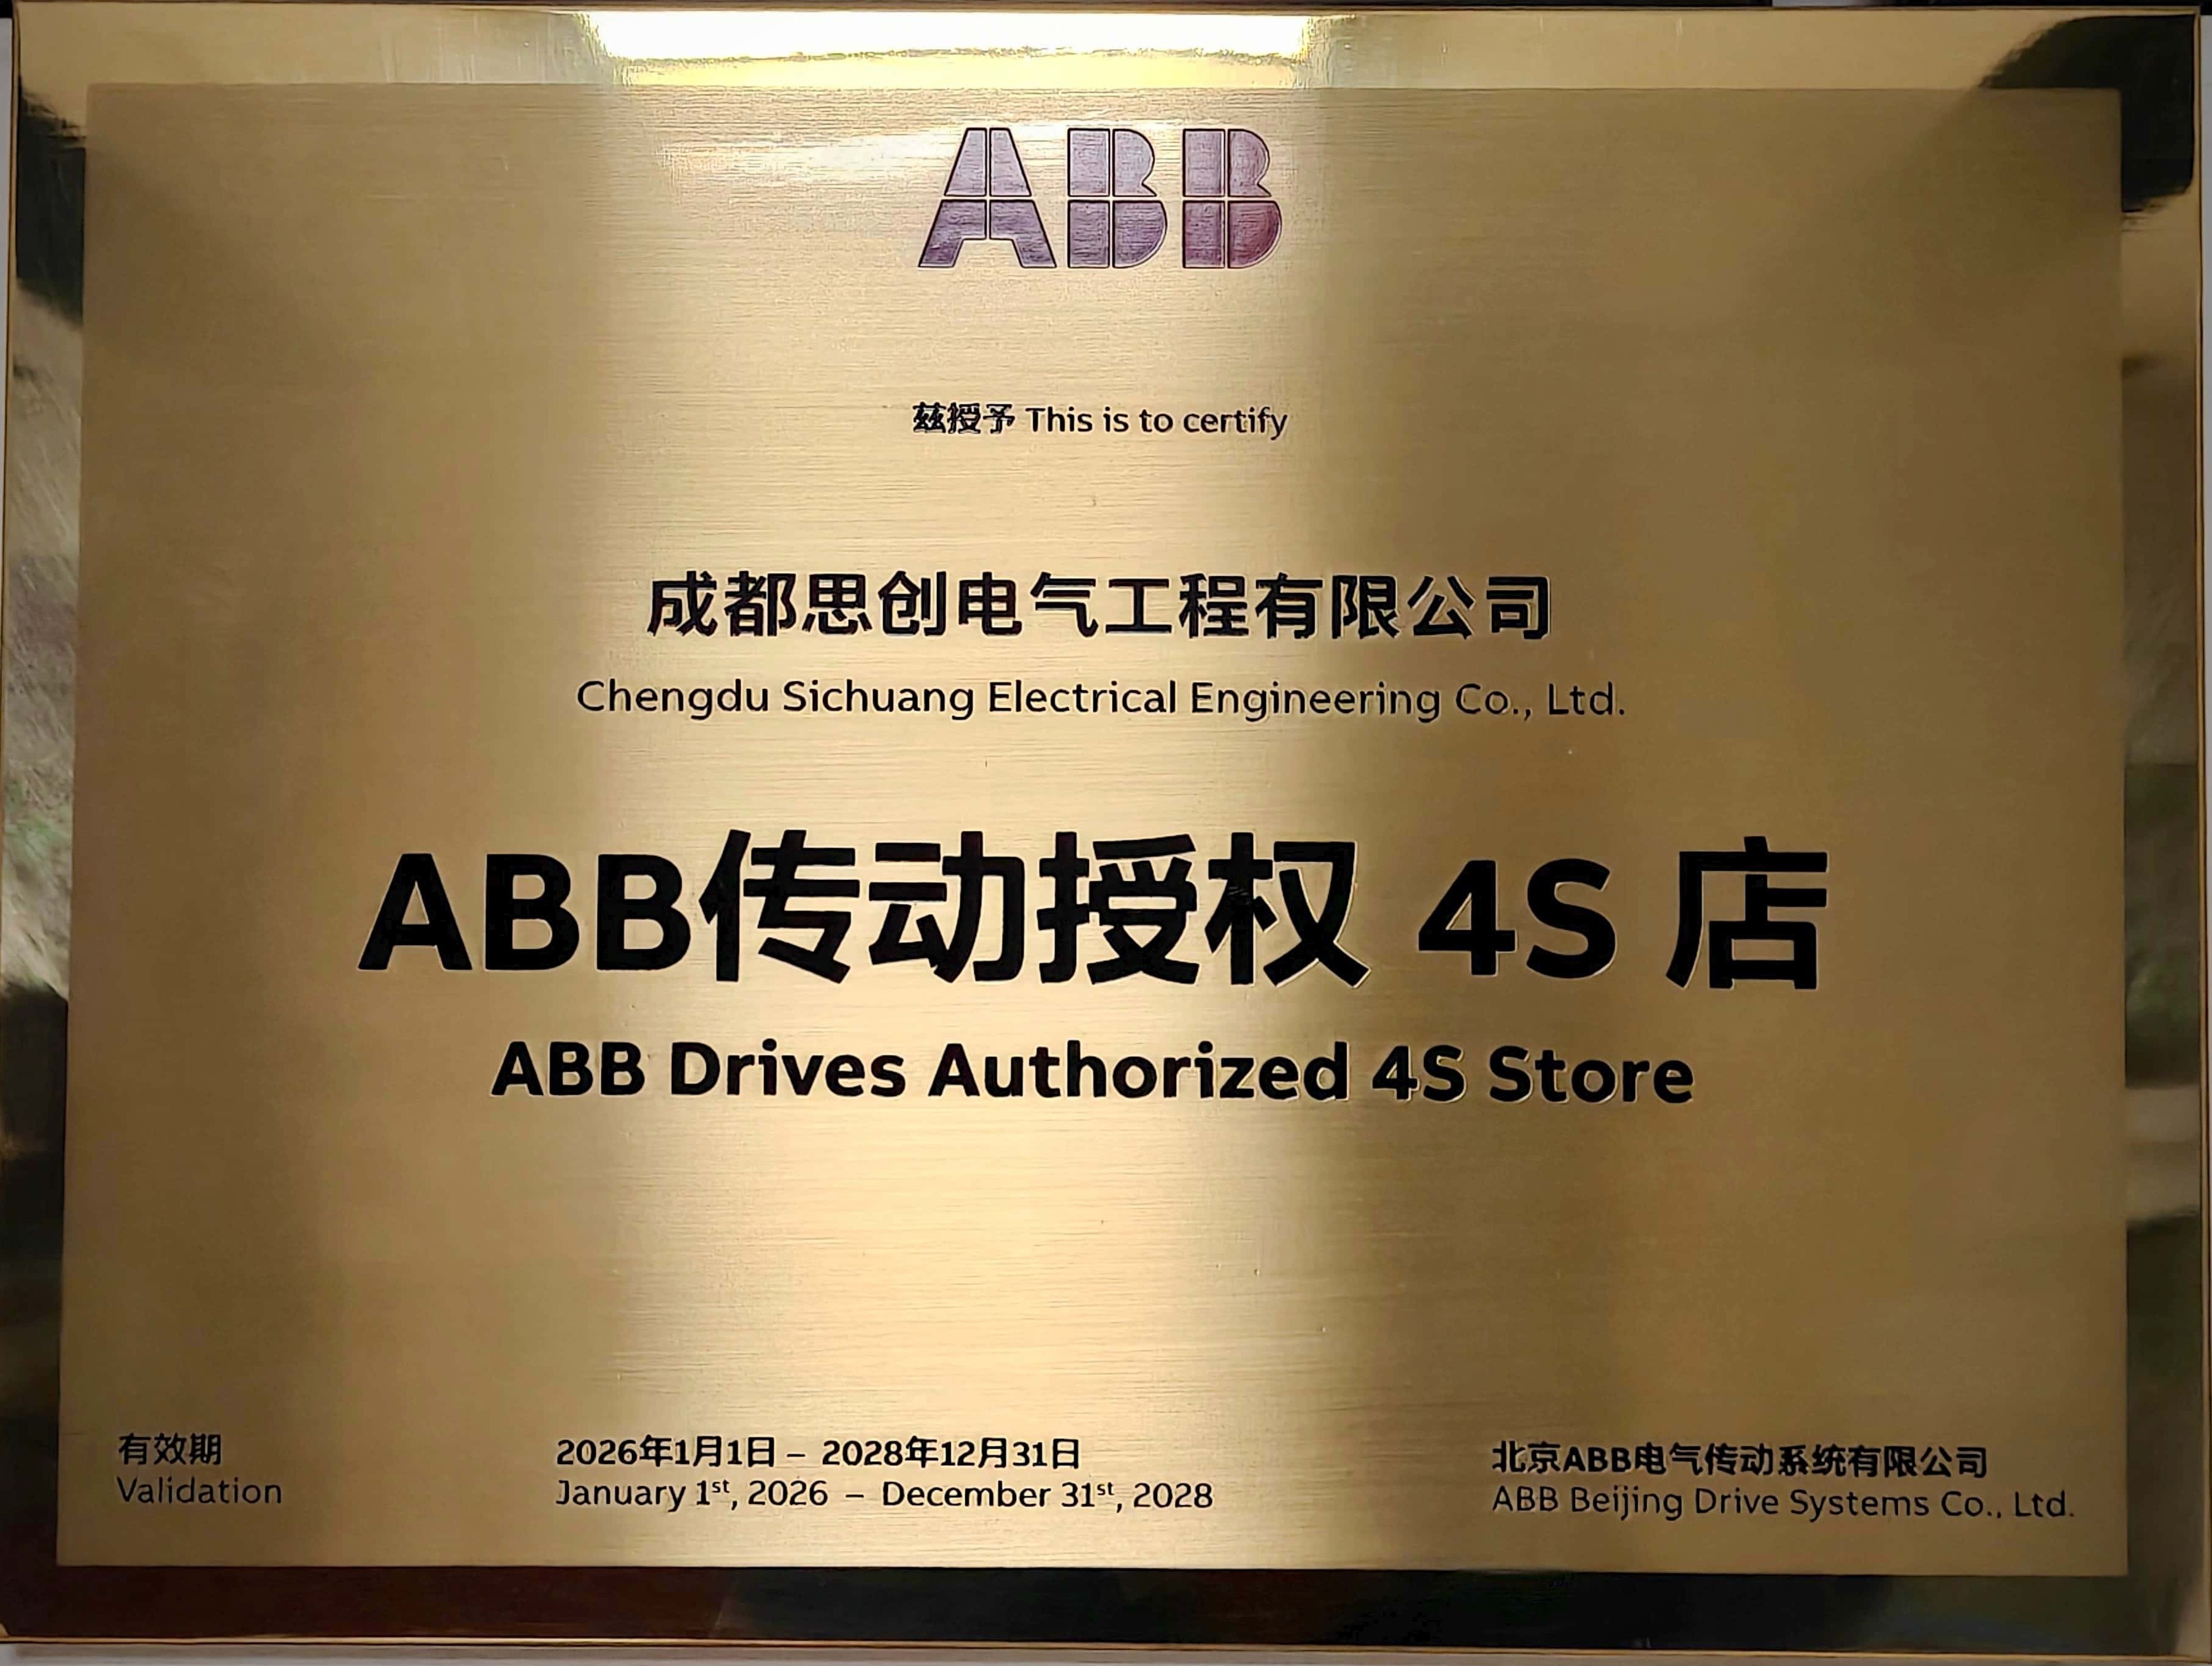 ABB
兹授予 This is to certify
成都思创电气工程有限公司
Chengdu Sichuang Electrical Engineering Co., Ltd.
ABB传动授权 4S 店
ABB Drives Authorized 4S Store
有效期
Validation
2026年1月1日 – 2028年12月31日
January 1st, 2026 – December 31st, 2028
北京ABB电气传动系统有限公司
ABB Beijing Drive Systems Co., Ltd.